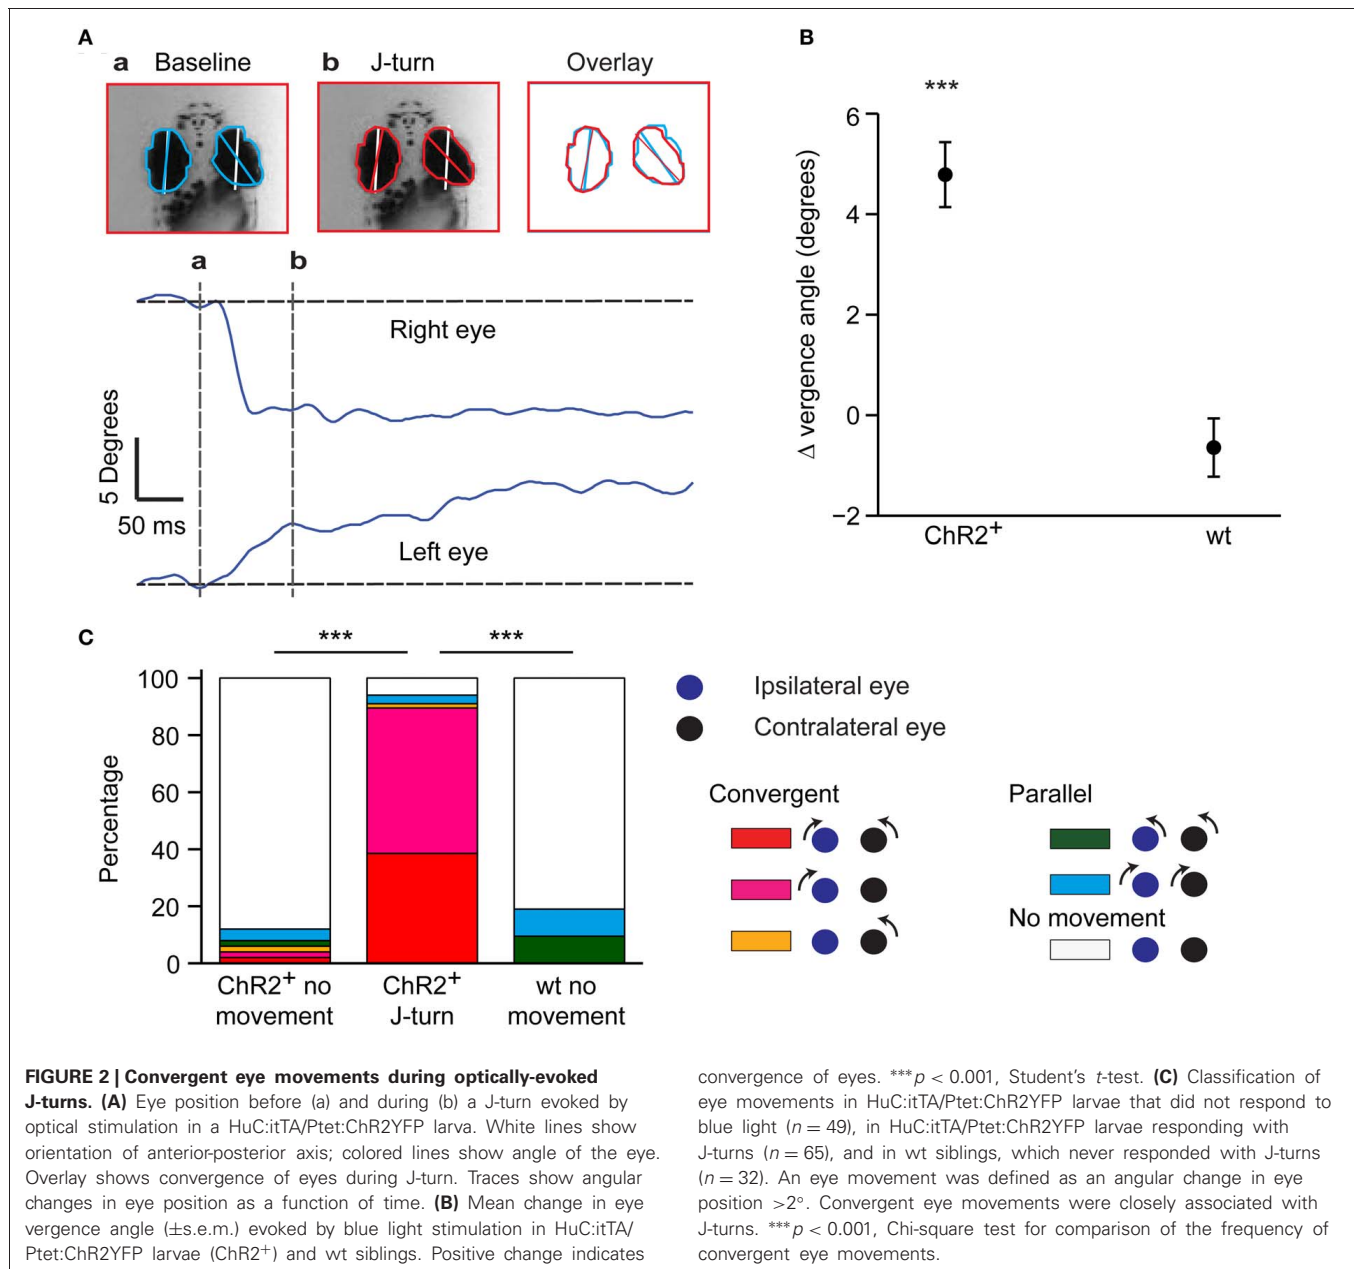 A
a Baseline
b J-turn
Overlay
a
b
Right eye
5 Degrees
50 ms
Left eye
B
***
Δ vergence angle (degrees)
6
4
2
0
−2
ChR2+
wt
C
***
***
Percentage
100
80
60
40
20
0
ChR2+ no
movement
ChR2+
J-turn
wt no
movement
Ipsilateral eye
Contralateral eye
Convergent
Parallel
No movement
FIGURE 2 | Convergent eye movements during optically-evoked
J-turns. (A) Eye position before (a) and during (b) a J-turn evoked by
optical stimulation in a HuC:itTA/Ptet:ChR2YFP larva. White lines show
orientation of anterior-posterior axis; colored lines show angle of the eye.
Overlay shows convergence of eyes during J-turn. Traces show angular
changes in eye position as a function of time. (B) Mean change in eye
vergence angle (±s.e.m.) evoked by blue light stimulation in HuC:itTA/
Ptet:ChR2YFP larvae (ChR2+) and wt siblings. Positive change indicates
convergence of eyes. ***p < 0.001, Student's t-test. (C) Classification of
eye movements in HuC:itTA/Ptet:ChR2YFP larvae that did not respond to
blue light (n = 49), in HuC:itTA/Ptet:ChR2YFP larvae responding with
J-turns (n = 65), and in wt siblings, which never responded with J-turns
(n = 32). An eye movement was defined as an angular change in eye
position >2°. Convergent eye movements were closely associated with
J-turns. ***p < 0.001, Chi-square test for comparison of the frequency of
convergent eye movements.